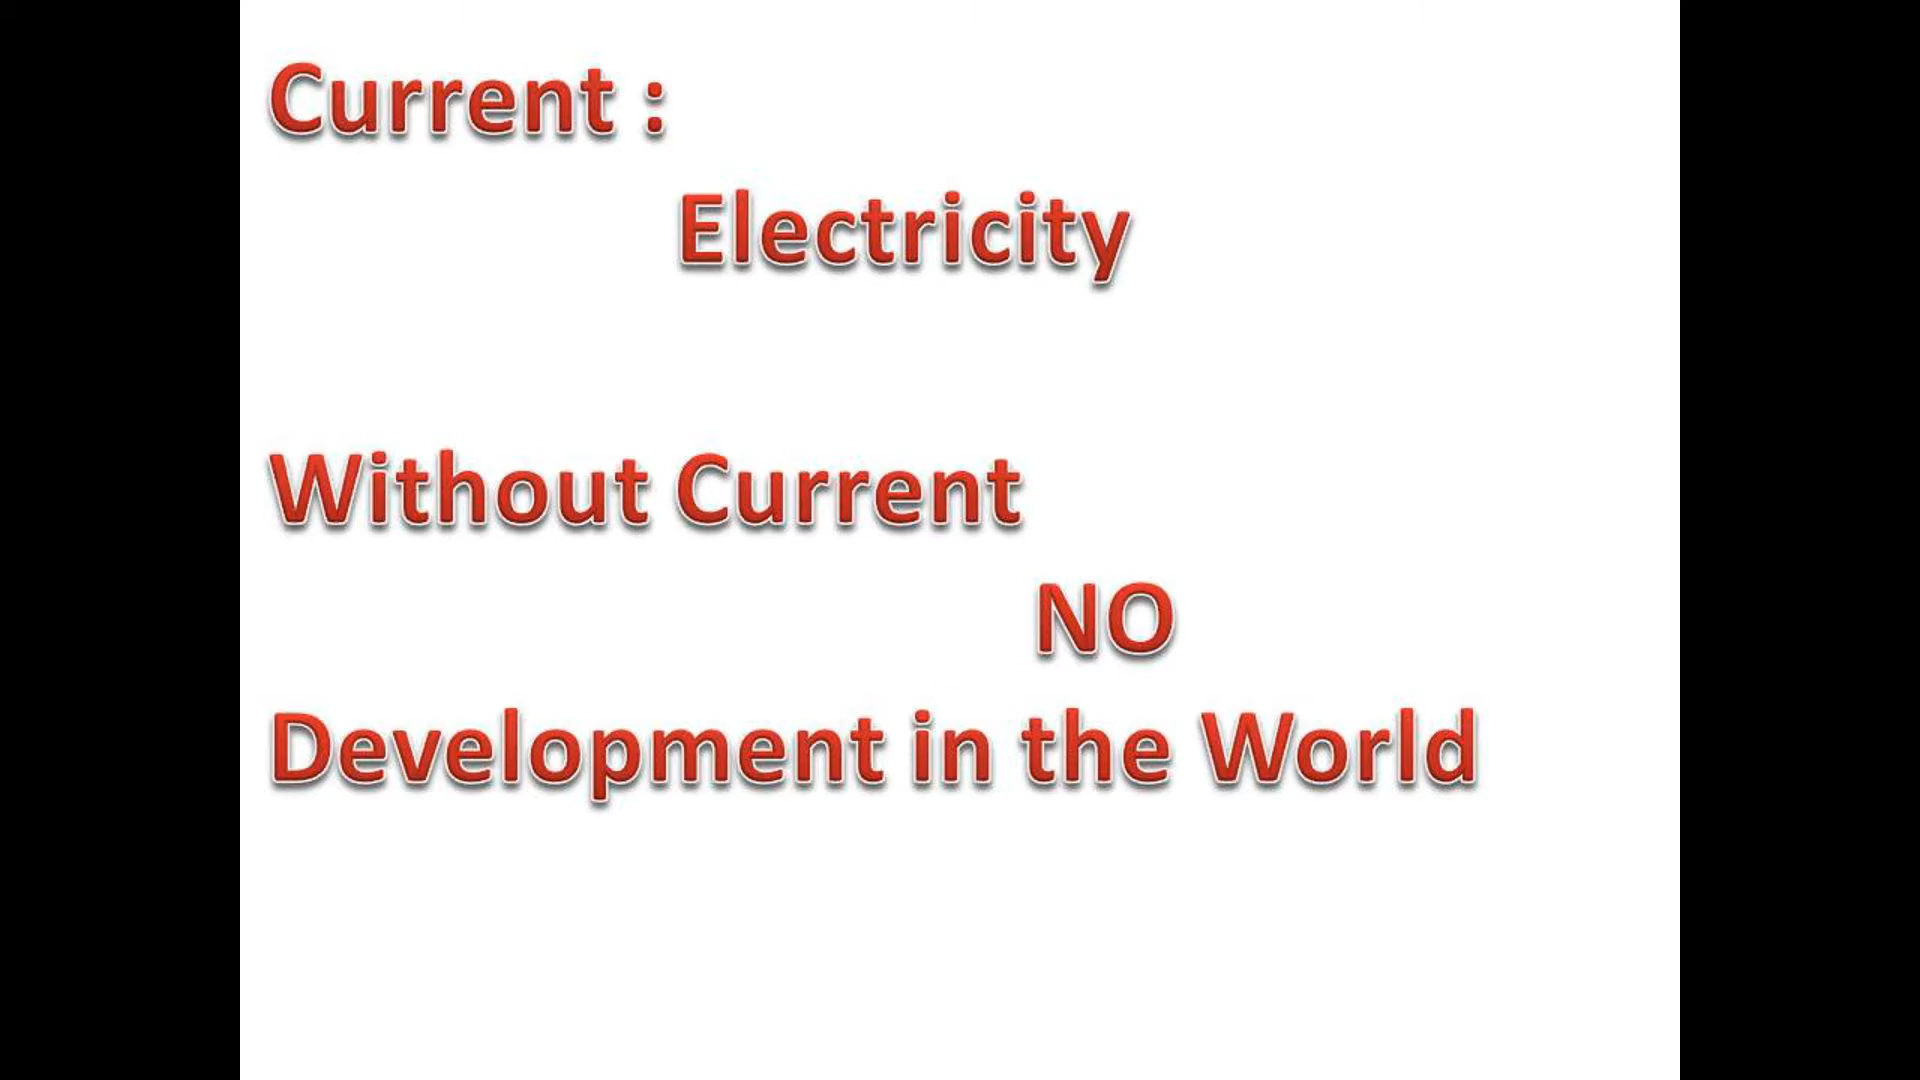 Current :
Electricity
Without Current
NO
Development in the World